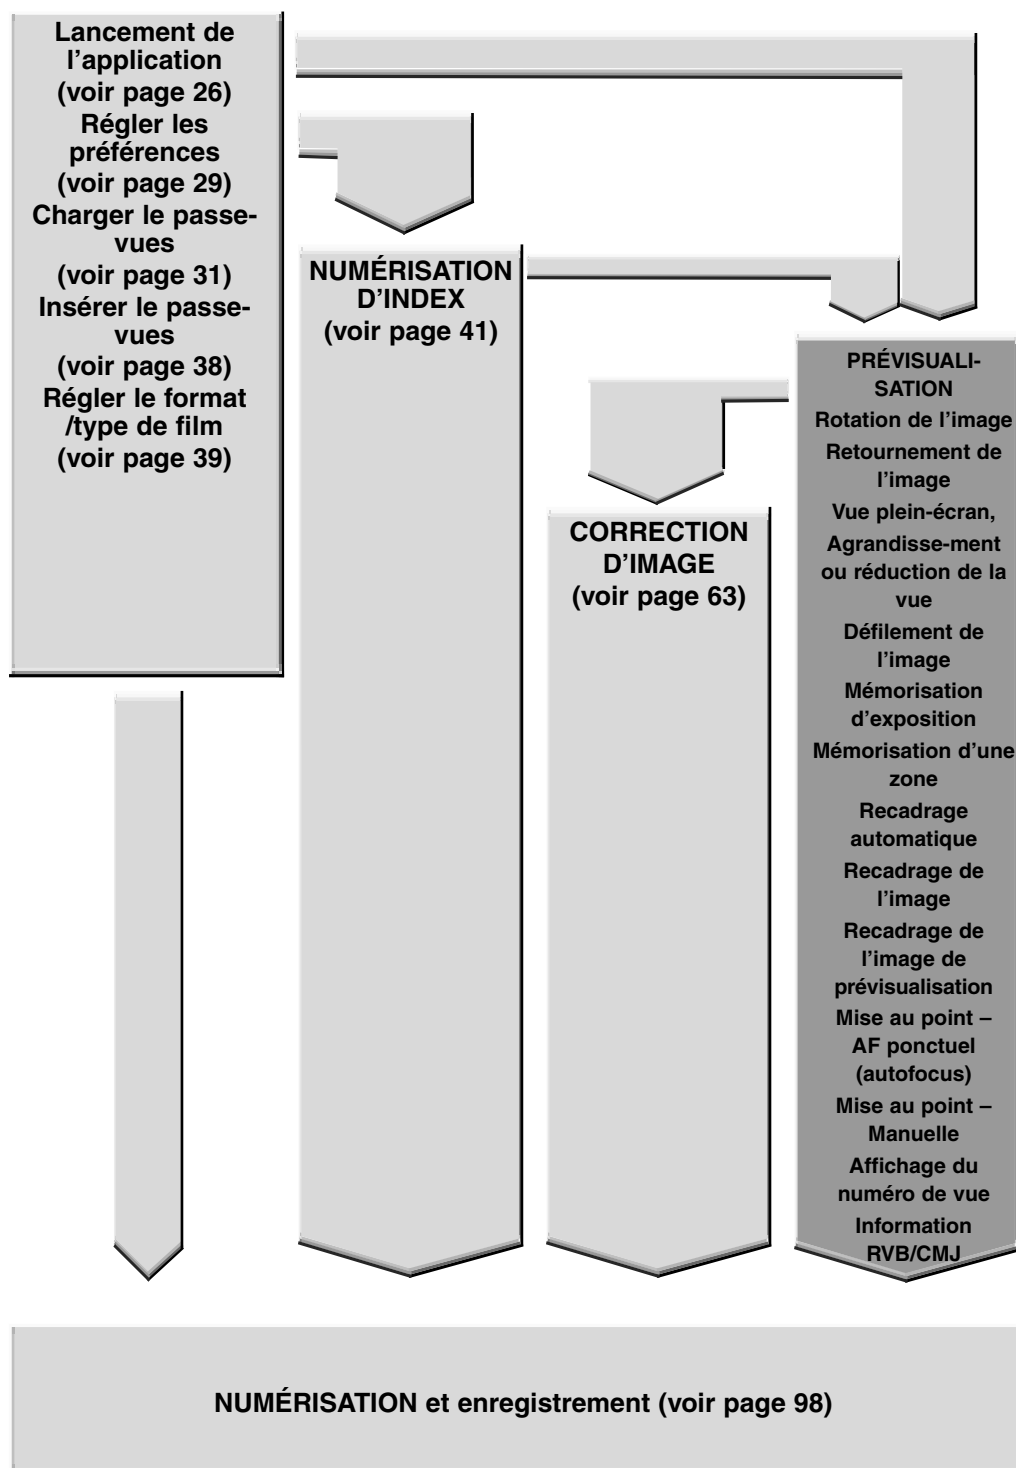 Lancement de
l'application
(voir page 26)
Régler les
préférences
(voir page 29)
Charger le passe-
vues
(voir page 31)
Insérer le passe-
vues
(voir page 38)
Régler le format
/type de film
(voir page 39)
NUMÉRISATION
D'INDEX
(voir page 41)
CORRECTION
D'IMAGE
(voir page 63)
PRÉVISUALI-
SATION
Rotation de l'image
Retournement de
l'image
Vue plein-écran,
Agrandisse-ment
ou réduction de la
vue
Défilement de
l'image
Mémorisation
d'exposition
Mémorisation d'une
zone
Recadrage
automatique
Recadrage de
l'image
Recadrage de
l'image de
prévisualisation
Mise au point –
AF ponctuel
(autofocus)
Mise au point –
Manuelle
Affichage du
numéro de vue
Information
RVB/CMJ
NUMÉRISATION et enregistrement (voir page 98)